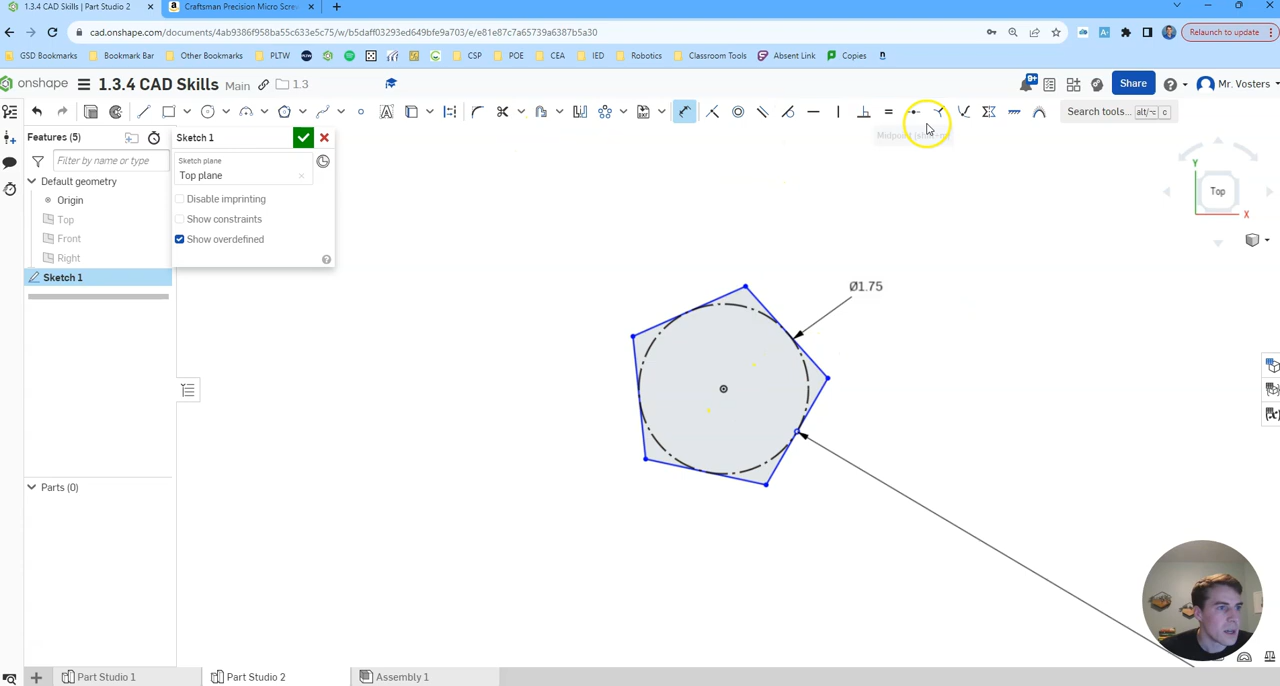 1.3.4 CAD Skills | Part Studio 2
Craftsman Precision Micro Scre
cad.onshape.com/documents/4ab9386f958ba55c633e5c75/w/b5daff03293ed649bfe9a703/e/e81e87c7a65739a6387b5a30
Relaunch to update
GSD Bookmarks
Bookmark Bar
Other Bookmarks
PLTW
CSP
POE
CEA
IED
Robotics
Classroom Tools
Absent Link
Copies
onshape
1.3.4 CAD Skills
Main
1.3
9+
Share
Mr. Vosters
Search tools...
alt/⌥
c
Features (5)
Sketch 1
Midpoint (shift
Filter by name or type
Sketch plane
Top plane
Default geometry
Disable imprinting
Origin
Show constraints
Top
Show overdefined
Front
Right
Sketch 1
Y
Top
X
Ø1.75
Parts (0)
Part Studio 1
Part Studio 2
Assembly 1